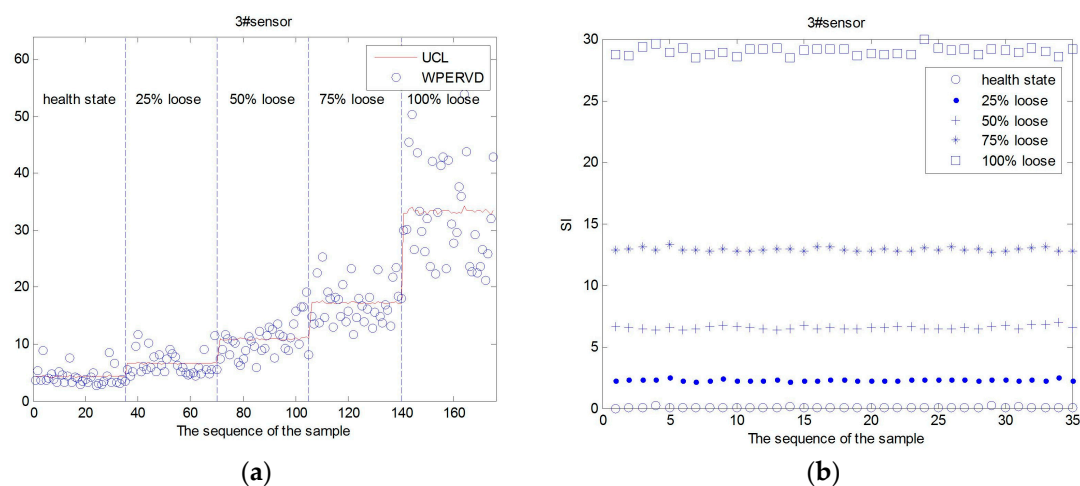 3#sensor
UCL
WPERVD
health state 25% loose 50% loose 75% loose 100% loose
60
50
40
30
20
10
0
0 20 40 60 80 100 120 140 160
The sequence of the sample
(a)
3#sensor
health state
25% loose
50% loose
75% loose
100% loose
SI
30
25
20
15
10
5
0
0 5 10 15 20 25 30 35
The sequence of the sample
(b)